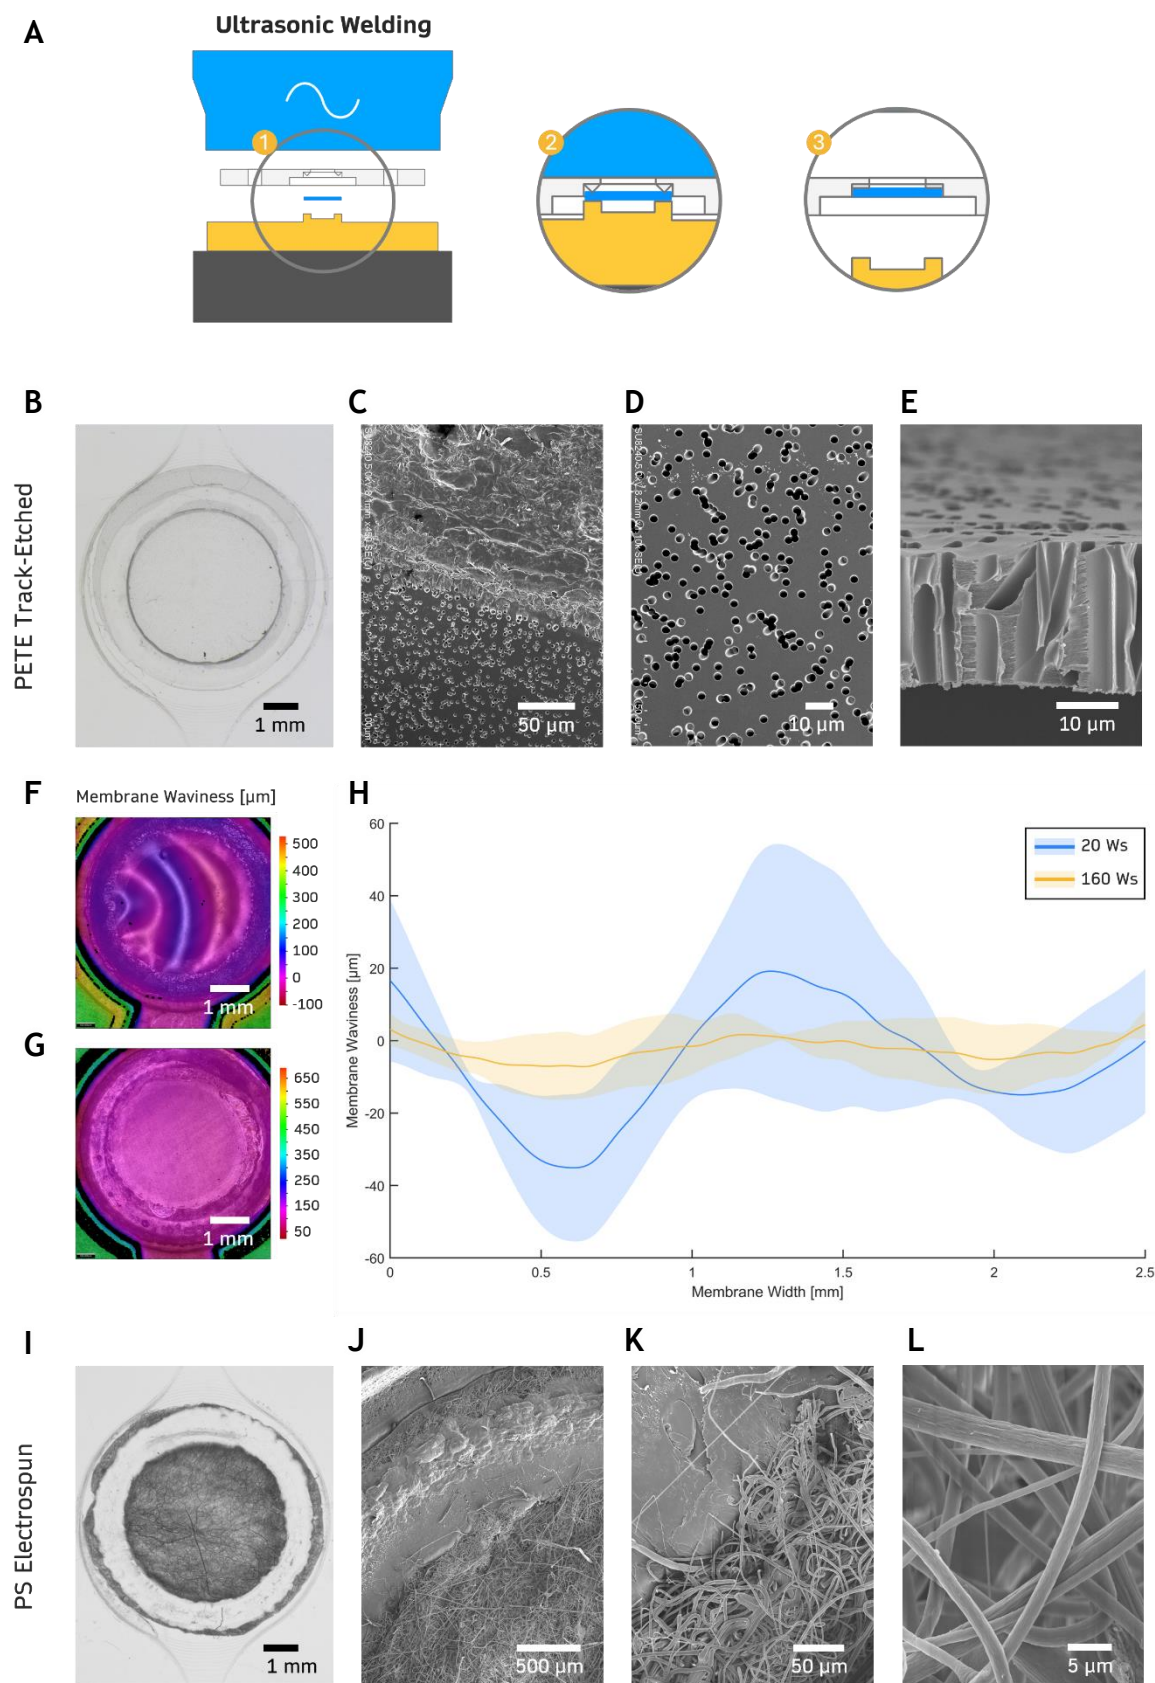 A
Ultrasonic Welding
1
2
3
B
C
D
E
PETE Track-Etched
1 mm
50 µm
10 µm
10 µm
F
Membrane Waviness [µm]
500
400
300
200
100
0
-100
1 mm
G
650
550
450
350
250
150
50
1 mm
H
60
40
20
0
-20
-40
-60
Membrane Waviness [µm]
0
0.5
1
1.5
2
2.5
Membrane Width [mm]
20 Ws
160 Ws
I
J
K
L
PS Electrospun
1 mm
500 µm
50 µm
5 µm